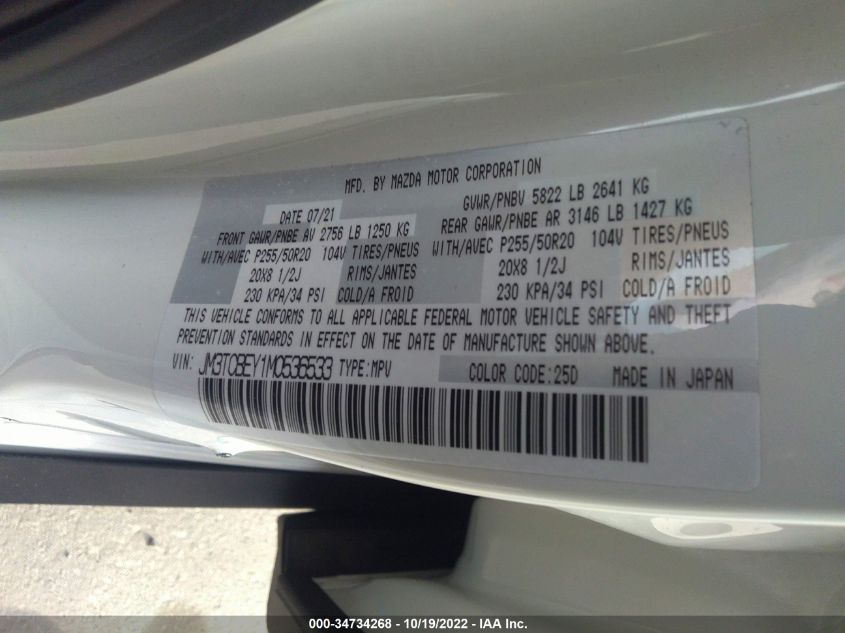 MFD. BY MAZDA MOTOR CORPORATION
DATE 07/21 GVWR/PNBV 5822 LB 2641 KG
FRONT GAWR/PNBE AV 2756 LB 1250 KG REAR GAWR/PNBE AR 3146 LB 1427 KG
WITH/AVEC P255/50R20 104V TIRES/PNEUS WITH/AVEC P255/50R20 104V TIRES/PNEUS
20X8 1/2J RIMS/JANTES 20X8 1/2J RIMS/JANTES
230 KPA/34 PSI COLD/A FROID 230 KPA/34 PSI COLD/A FROID
THIS VEHICLE CONFORMS TO ALL APPLICABLE FEDERAL MOTOR VEHICLE SAFETY AND THEFT
PREVENTION STANDARDS IN EFFECT ON THE DATE OF MANUFACTURE SHOWN ABOVE.
VIN: JM3TCBEY1M0536533 TYPE:MPV COLOR CODE:25D MADE IN JAPAN
000-34734268 - 10/19/2022 - IAA Inc.